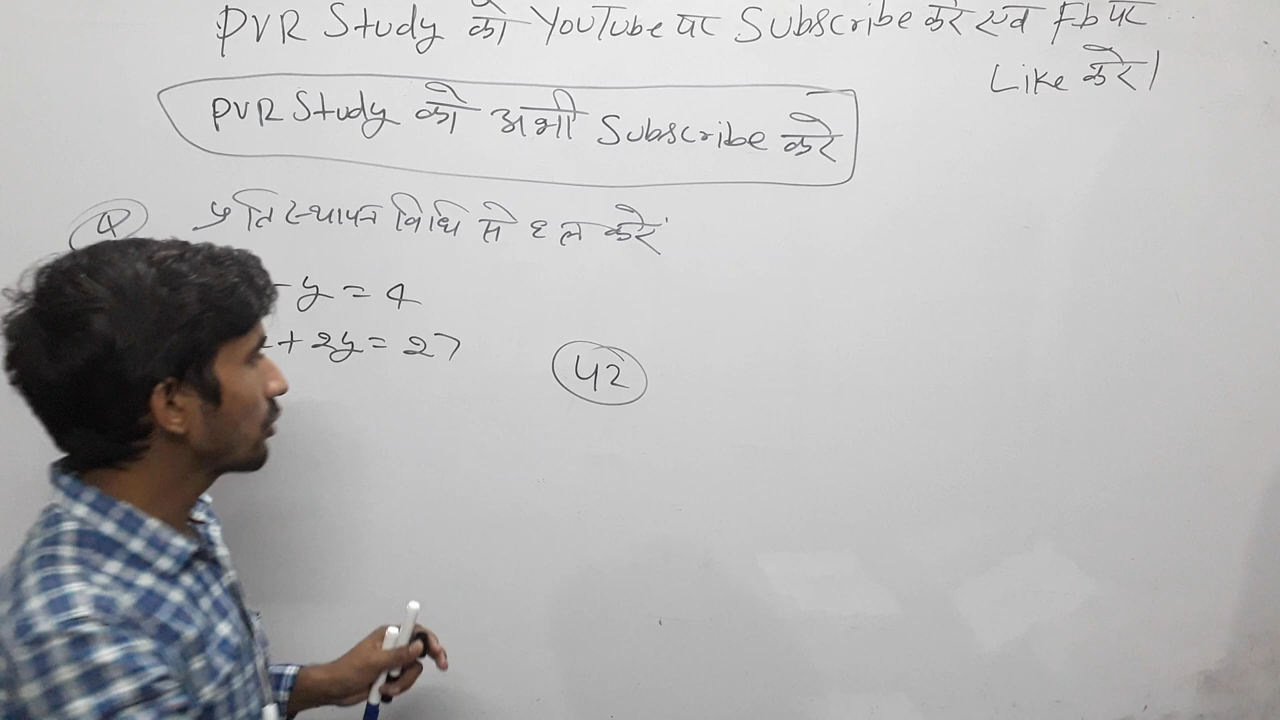 PVR Study को YouTube पर Subscribe करे एवं Fb पर
Like करे।
PVR Study को अभी Subscribe करे
Q प्रतिस्थापन विधि से हल करें
- y = 4
+ 2y = 27
42